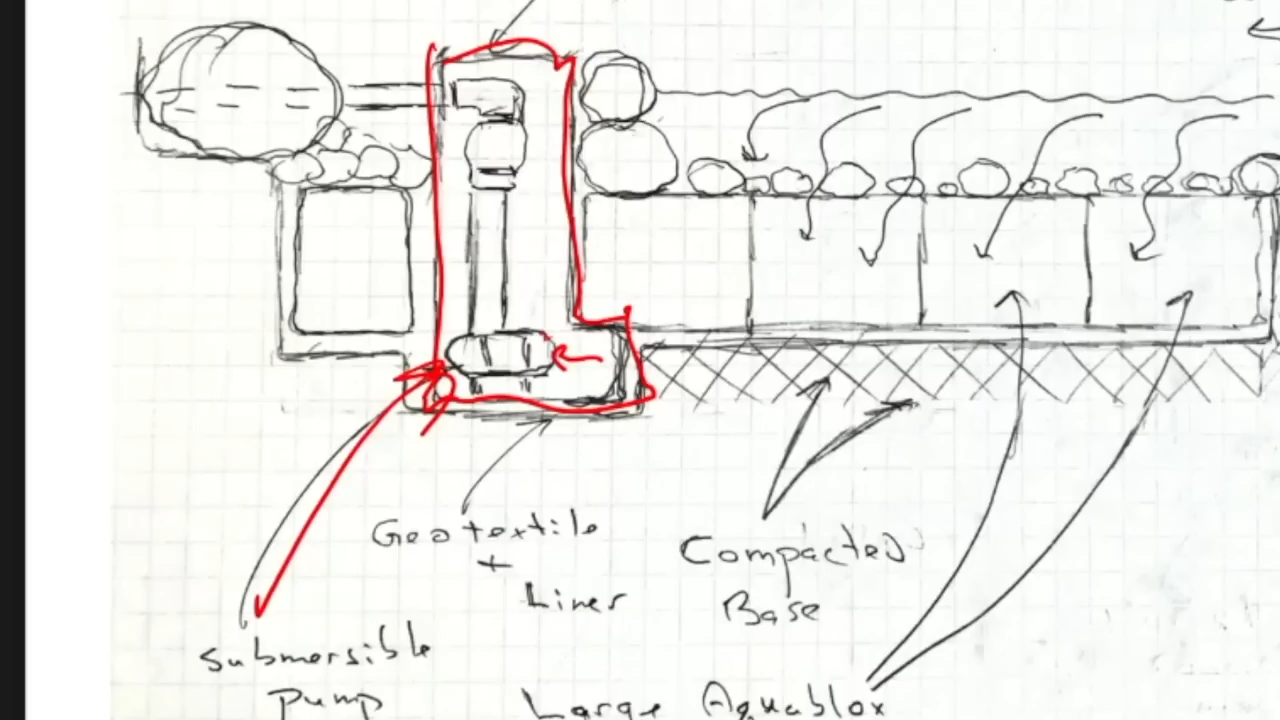 Geotextile
+
Liner
Compacted
Base
Submersible
Pump
Large Aquablox